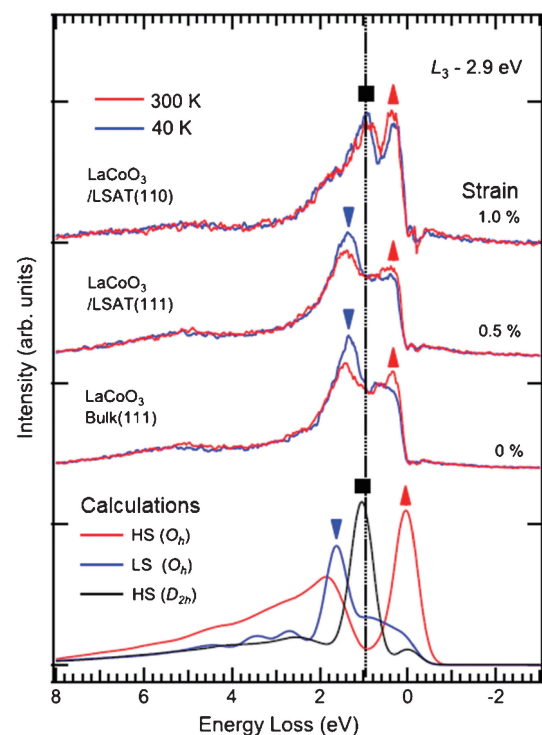 L₃ - 2.9 eV
300 K
40 K
LaCoO₃
/LSAT(110)
Strain
1.0 %
LaCoO₃
/LSAT(111)
0.5 %
LaCoO₃
Bulk(111)
0 %
Intensity (arb. units)
Calculations
HS (Oₕ)
LS (Oₕ)
HS (D₂ₕ)
8 6 4 2 0 -2
Energy Loss (eV)